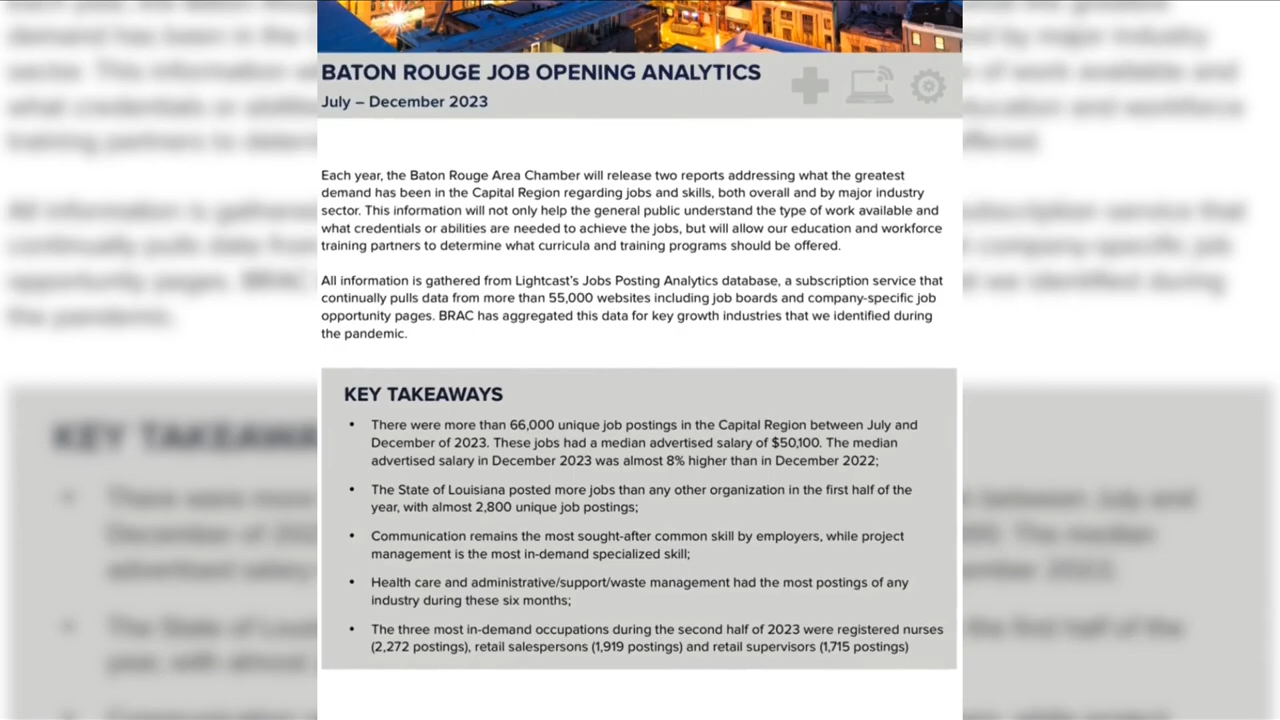 BATON ROUGE JOB OPENING ANALYTICS
July – December 2023
Each year, the Baton Rouge Area Chamber will release two reports addressing what the greatest
demand has been in the Capital Region regarding jobs and skills, both overall and by major industry
sector. This information will not only help the general public understand the type of work available and
what credentials or abilities are needed to achieve the jobs, but will allow our education and workforce
training partners to determine what curricula and training programs should be offered.
All information is gathered from Lightcast's Jobs Posting Analytics database, a subscription service that
continually pulls data from more than 55,000 websites including job boards and company-specific job
opportunity pages. BRAC has aggregated this data for key growth industries that we identified during
the pandemic.
KEY TAKEAWAYS
• There were more than 66,000 unique job postings in the Capital Region between July and
December of 2023. These jobs had a median advertised salary of $50,100. The median
advertised salary in December 2023 was almost 8% higher than in December 2022;
• The State of Louisiana posted more jobs than any other organization in the first half of the
year, with almost 2,800 unique job postings;
• Communication remains the most sought-after common skill by employers, while project
management is the most in-demand specialized skill;
• Health care and administrative/support/waste management had the most postings of any
industry during these six months;
• The three most in-demand occupations during the second half of 2023 were registered nurses
(2,272 postings), retail salespersons (1,919 postings) and retail supervisors (1,715 postings)